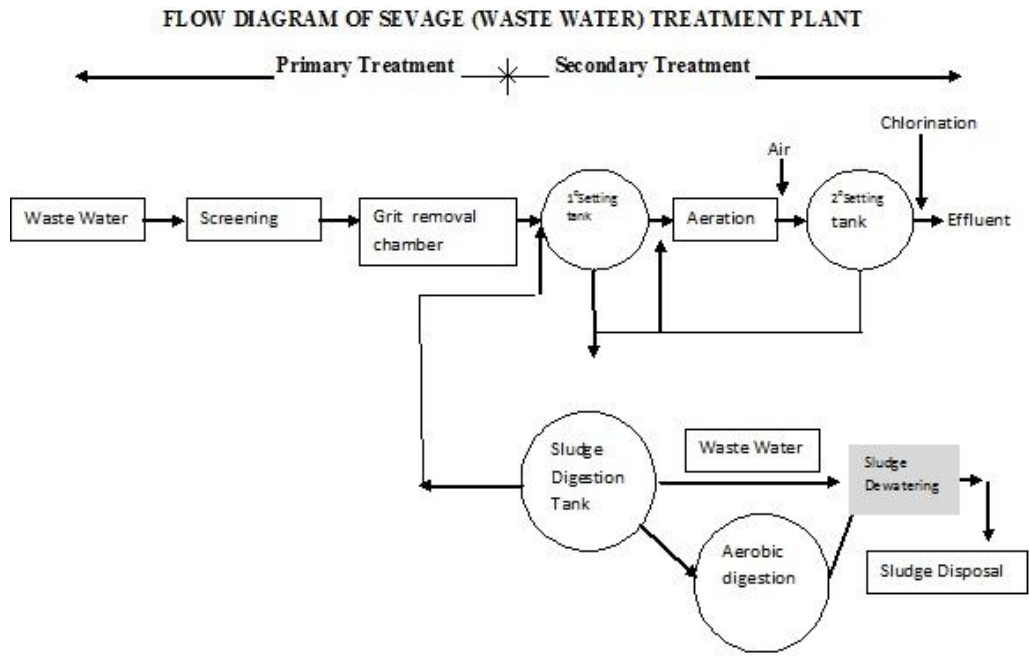 FLOW DIAGRAM OF SEVAGE (WASTE WATER) TREATMENT PLANT
Primary Treatment
Secondary Treatment
Chlorination
Air
Waste Water
Screening
Grit removal
chamber
1°Setting
tank
Aeration
2°Setting
tank
Effluent
Sludge
Digestion
Tank
Waste Water
Sludge
Dewatering
Aerobic
digestion
Sludge Disposal